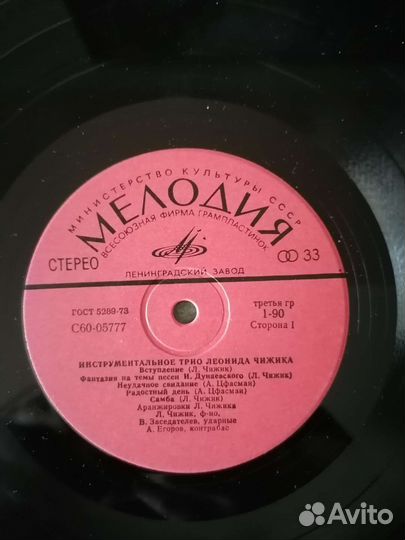 МИНИСТЕРСТВО КУЛЬТУРЫ СССР
МЕЛОДИЯ
ВСЕСОЮЗНАЯ ФИРМА ГРАМПЛАСТИНОК
СТЕРЕО
33
ЛЕНИНГРАДСКИЙ ЗАВОД
ГОСТ 5289-73
третья гр
С60-05777
1-90
Сторона I
ИНСТРУМЕНТАЛЬНОЕ ТРИО ЛЕОНИДА ЧИЖИКА
Вступление (Л. Чижик)
Фантазия на темы песен И. Дунаевского (Л. Чижик)
Неудачное свидание (А. Цфасман)
Радостный день (А. Цфасман)
Самба (Л. Чижик)
Аранжировки Л. Чижика
Л. Чижик, ф-но,
В. Заседателев, ударные
А. Егоров, контрабас
Avito